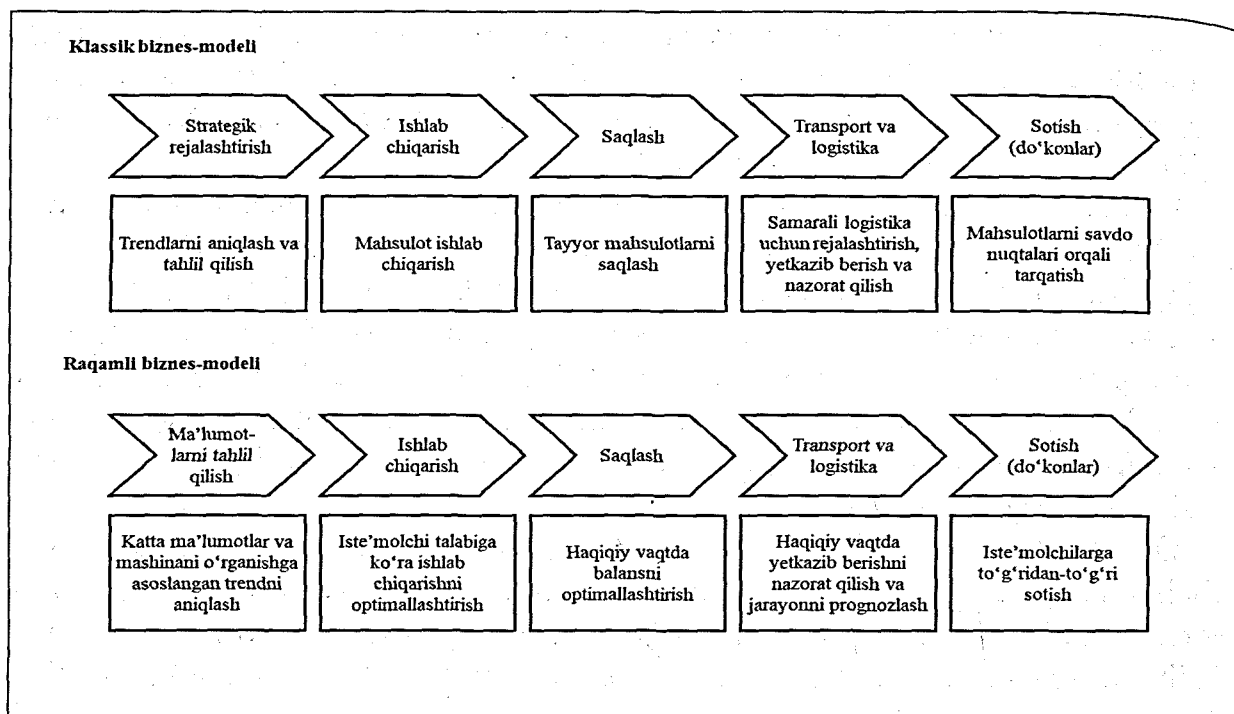 Klassik biznes-modeli
Strategik
rejalashtirish
Ishlab
chiqarish
Saqlash
Transport va
logistika
Sotish
(do‘konlar)
Trendlarni aniqlash va
tahlil qilish
Mahsulot ishlab
chiqarish
Tayyor mahsulotlarni
saqlash
Samarali logistika
uchun rejalashtirish,
yetkazib berish va
nazorat qilish
Mahsulotlarni savdo
nuqtalari orqali
tarqatish
Raqamli biznes-modeli
Ma’lumot-
larni tahlil
qilish
Ishlab
chiqarish
Saqlash
Transport va
logistika
Sotish
(do‘konlar)
Katta ma’lumotlar va
mashinani o‘rganishga
asoslangan trendni
aniqlash
Iste’molchi talabiga
ko‘ra ishlab
chiqarishni
optimallashtirish
Haqiqiy vaqtda
balansni
optimallashtirish
Haqiqiy vaqtda
yetkazib berishni
nazorat qilish va
jarayonni prognozlash
Iste’molchilarga
to‘g‘ridan-to‘g‘ri
sotish